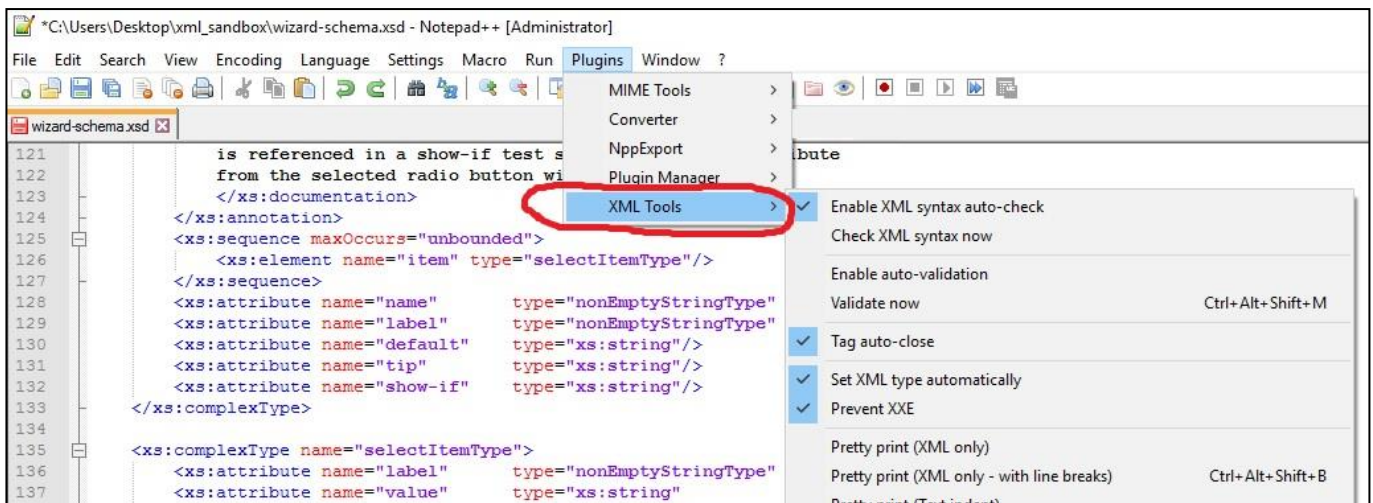 *C:\Users\Desktop\xml_sandbox\wizard-schema.xsd - Notepad++ [Administrator]
File Edit Search View Encoding Language Settings Macro Run Plugins Window ?
MIME Tools
Converter
NppExport
Plugin Manager
XML Tools
wizard-schema.xsd
121 is referenced in a show-if test s bute
122 from the selected radio button wi
123 </xs:documentation>
124 </xs:annotation>
125 <xs:sequence maxOccurs="unbounded">
126 <xs:element name="item" type="selectItemType"/>
127 </xs:sequence>
128 <xs:attribute name="name" type="nonEmptyStringType"
129 <xs:attribute name="label" type="nonEmptyStringType"
130 <xs:attribute name="default" type="xs:string"/>
131 <xs:attribute name="tip" type="xs:string"/>
132 <xs:attribute name="show-if" type="xs:string"/>
133 </xs:complexType>
134
135 <xs:complexType name="selectItemType">
136 <xs:attribute name="label" type="nonEmptyStringType"
137 <xs:attribute name="value" type="xs:string"
Enable XML syntax auto-check
Check XML syntax now
Enable auto-validation
Validate now Ctrl+Alt+Shift+M
Tag auto-close
Set XML type automatically
Prevent XXE
Pretty print (XML only)
Pretty print (XML only - with line breaks) Ctrl+Alt+Shift+B
Pretty print (Text indent)